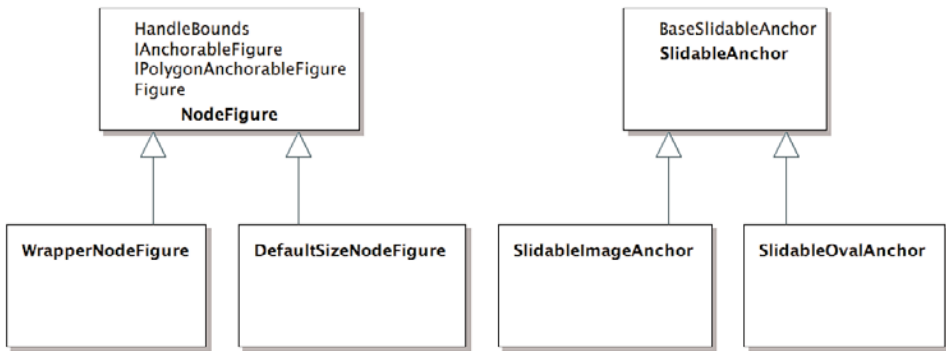 HandleBounds
IAnchorableFigure
IPolygonAnchorableFigure
Figure
NodeFigure
BaseSlidableAnchor
SlidableAnchor
WrapperNodeFigure
DefaultSizeNodeFigure
SlidableImageAnchor
SlidableOvalAnchor